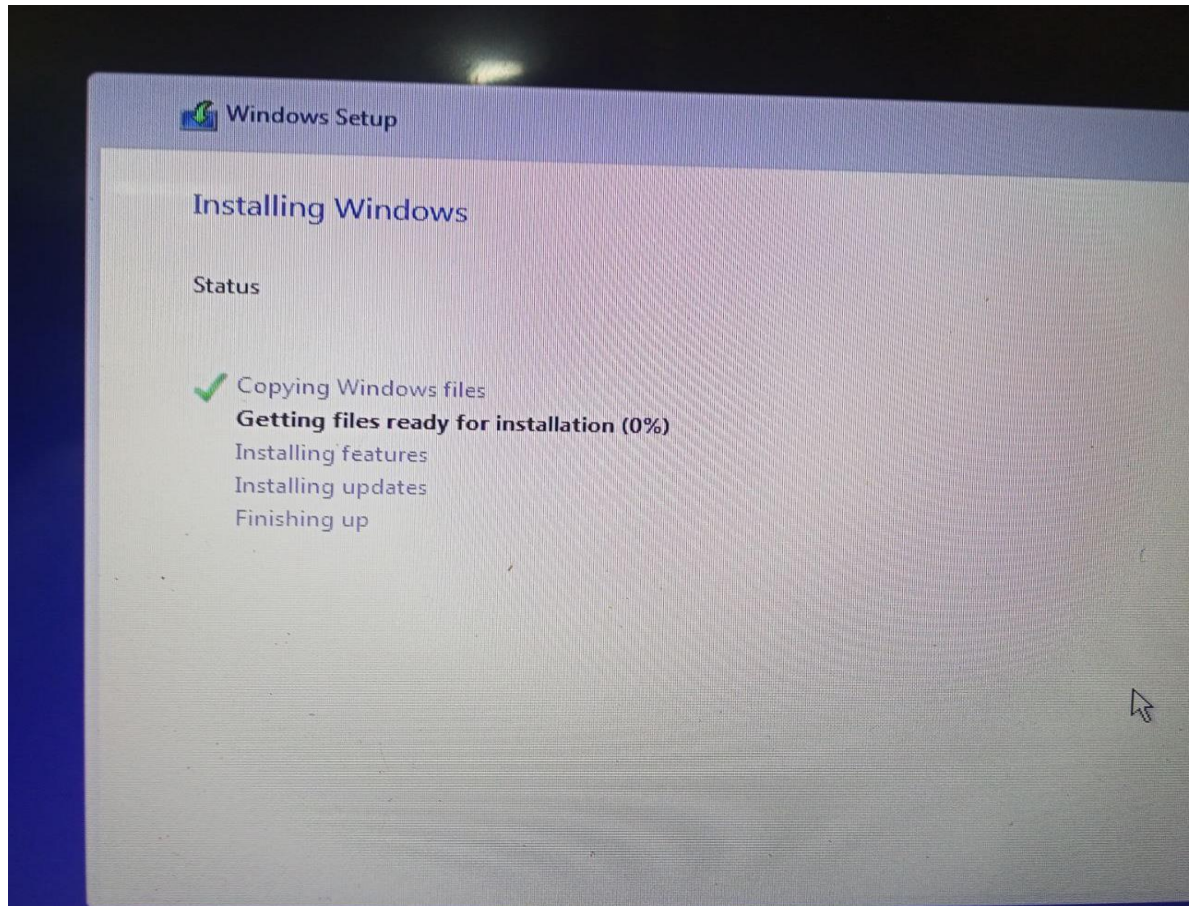 Windows Setup
Installing Windows
Status
Copying Windows files
Getting files ready for installation (0%)
Installing features
Installing updates
Finishing up